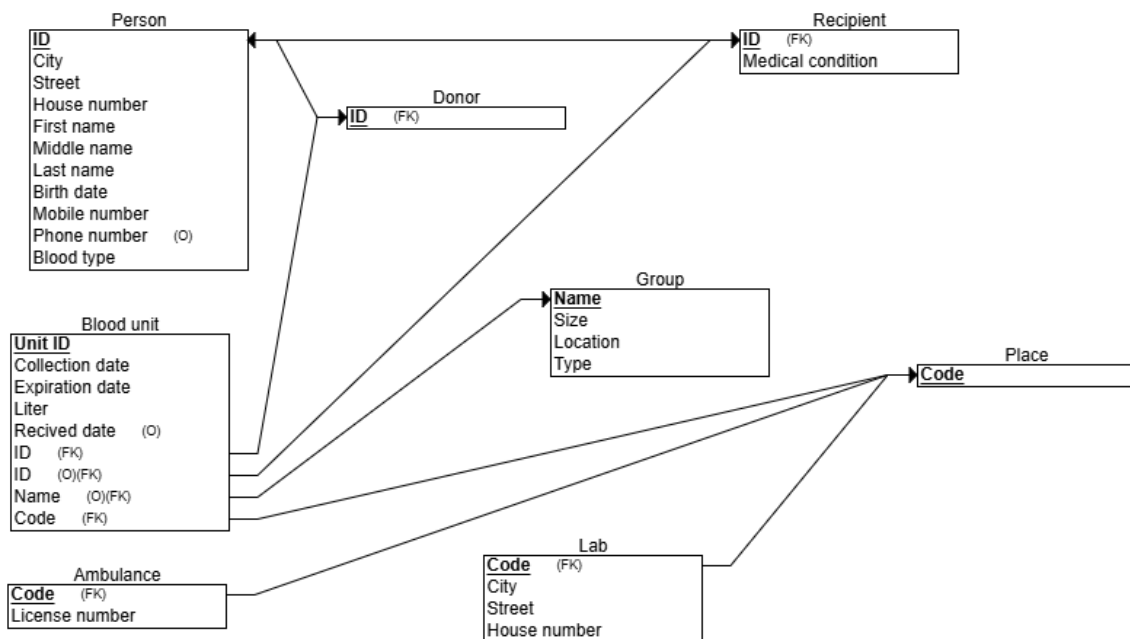 Person
ID
City
Street
House number
First name
Middle name
Last name
Birth date
Mobile number
Phone number (O)
Blood type
Recipient
ID (FK)
Medical condition
Donor
ID (FK)
Group
Name
Size
Location
Type
Blood unit
Unit ID
Collection date
Expiration date
Liter
Recived date (O)
ID (FK)
ID (O)(FK)
Name (O)(FK)
Code (FK)
Place
Code
Ambulance
Code (FK)
License number
Lab
Code (FK)
City
Street
House number